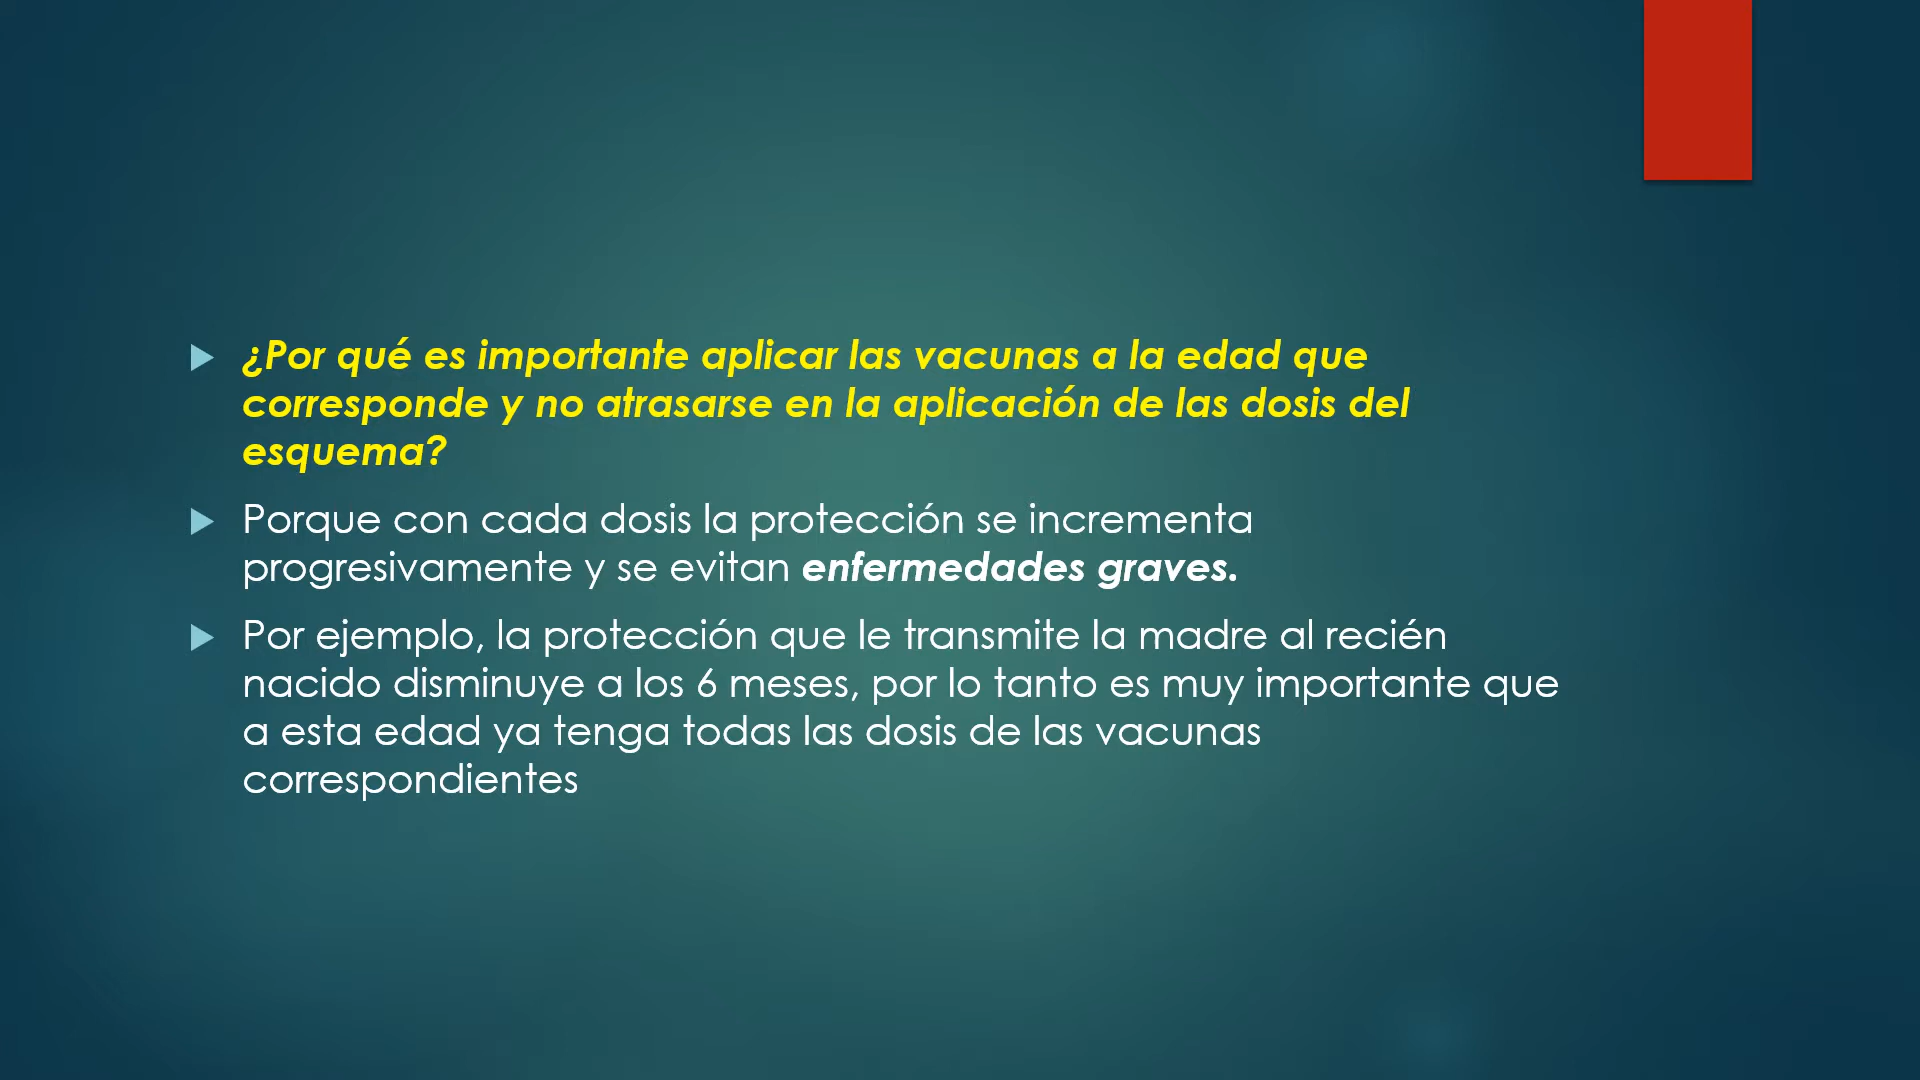 ¿Por qué es importante aplicar las vacunas a la edad que
corresponde y no atrasarse en la aplicación de las dosis del
esquema?
Porque con cada dosis la protección se incrementa
progresivamente y se evitan enfermedades graves.
Por ejemplo, la protección que le transmite la madre al recién
nacido disminuye a los 6 meses, por lo tanto es muy importante que
a esta edad ya tenga todas las dosis de las vacunas
correspondientes